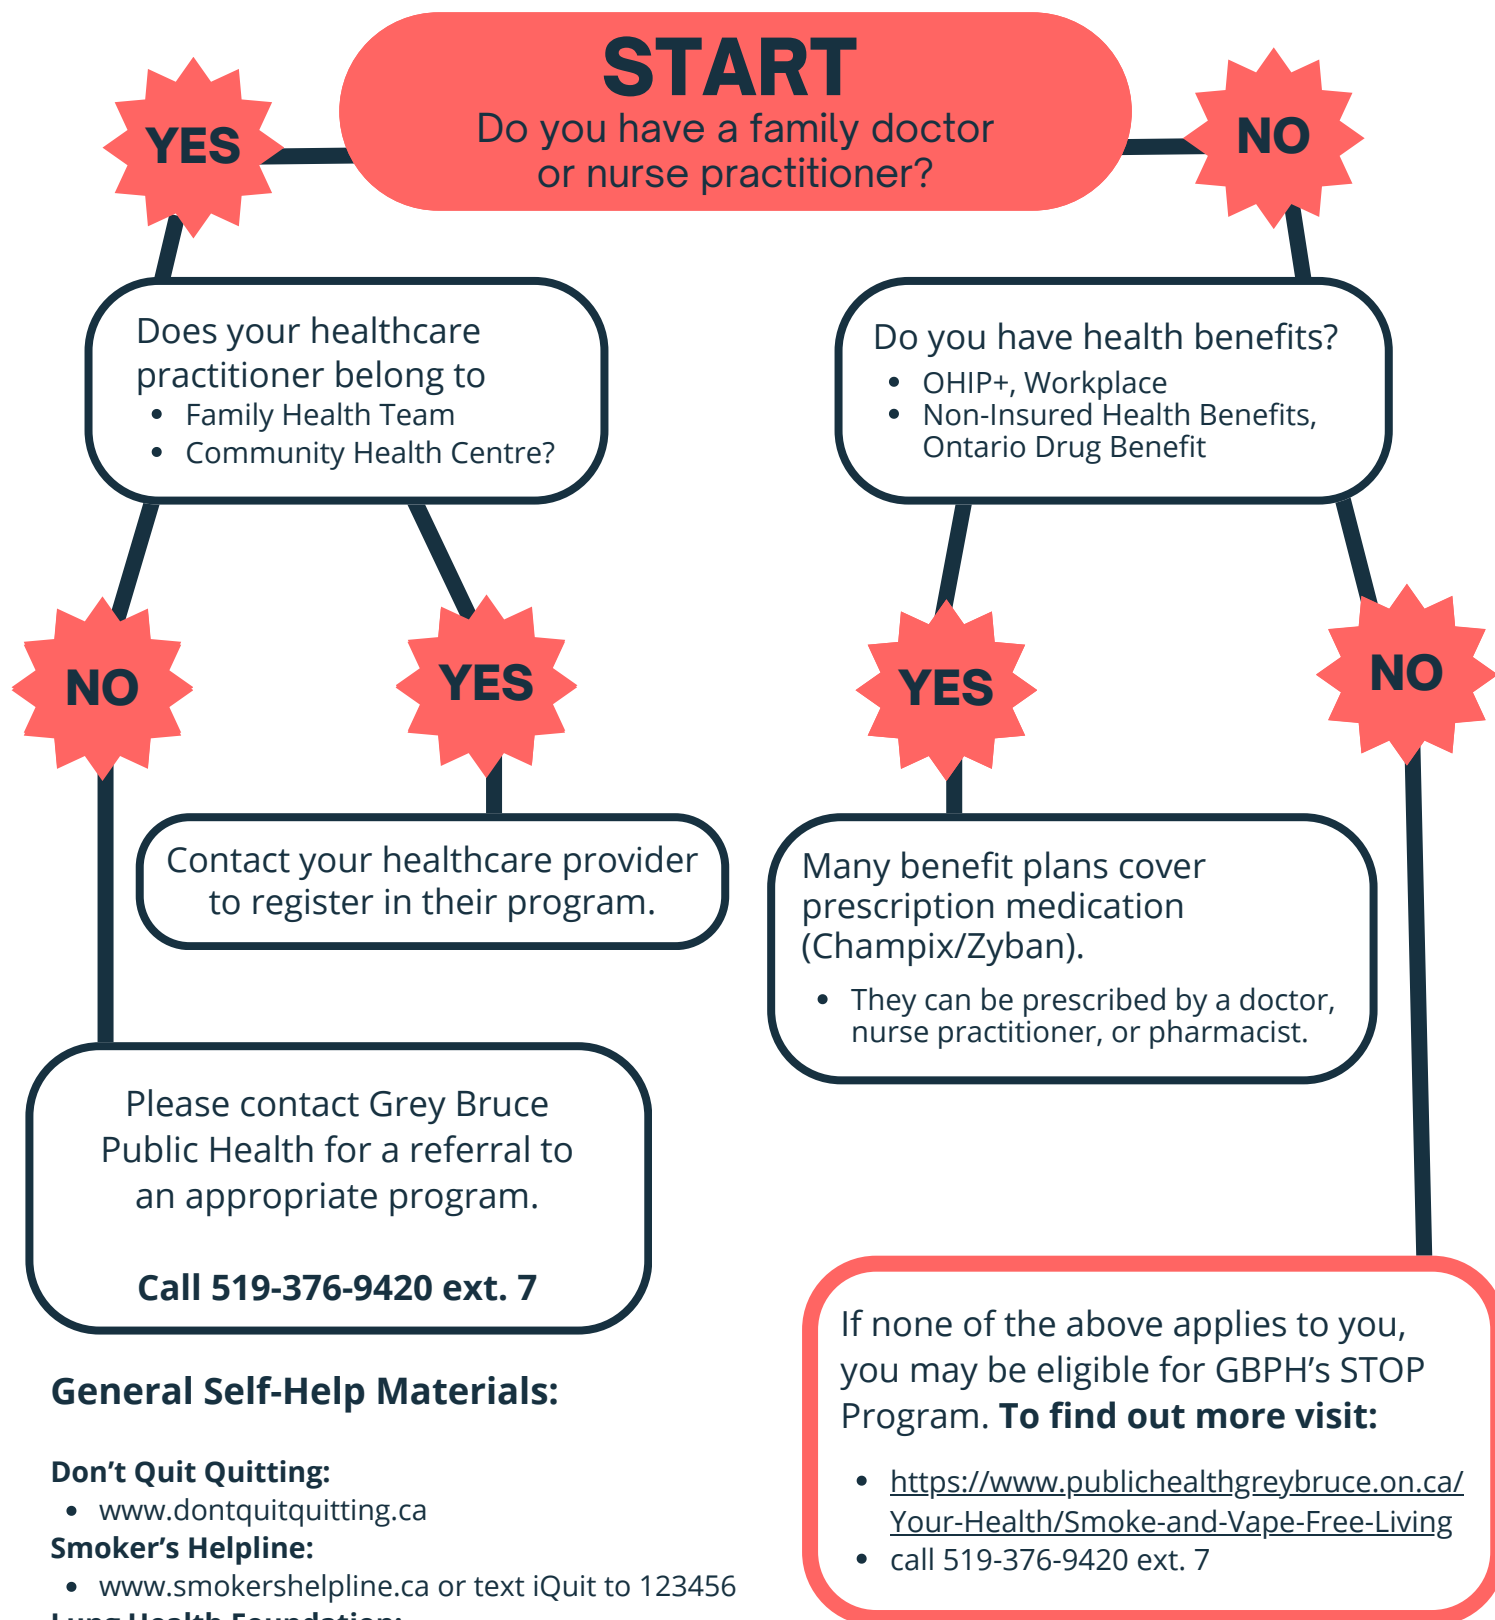 START
Do you have a family doctor
or nurse practitioner?
YES
NO
Does your healthcare
practitioner belong to
• Family Health Team
• Community Health Centre?
Do you have health benefits?
• OHIP+, Workplace
• Non-Insured Health Benefits,
Ontario Drug Benefit
NO
YES
YES
NO
Contact your healthcare provider
to register in their program.
Many benefit plans cover
prescription medication
(Champix/Zyban).
• They can be prescribed by a doctor,
nurse practitioner, or pharmacist.
Please contact Grey Bruce
Public Health for a referral to
an appropriate program.
Call 519-376-9420 ext. 7
If none of the above applies to you,
you may be eligible for GBPH's STOP
Program. To find out more visit:
• https://www.publichealthgreybruce.on.ca/
Your-Health/Smoke-and-Vape-Free-Living
• call 519-376-9420 ext. 7
General Self-Help Materials:
Don't Quit Quitting:
• www.dontquitquitting.ca
Smoker's Helpline:
• www.smokershelpline.ca or text iQuit to 123456
Lung Health Foundation: